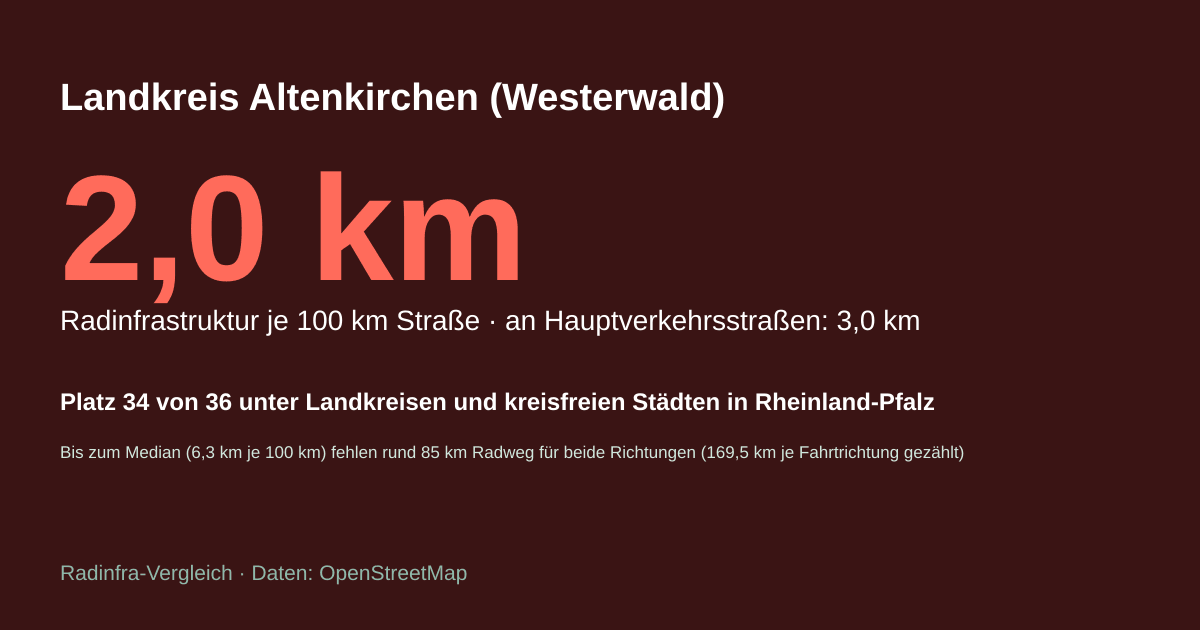 Landkreis Altenkirchen (Westerwald)
2,0 km
Radinfrastruktur je 100 km Straße · an Hauptverkehrsstraßen: 3,0 km
Platz 34 von 36 unter Landkreisen und kreisfreien Städten in Rheinland-Pfalz
Bis zum Median (6,3 km je 100 km) fehlen rund 85 km Radweg für beide Richtungen (169,5 km je Fahrtrichtung gezählt)
Radinfra-Vergleich · Daten: OpenStreetMap